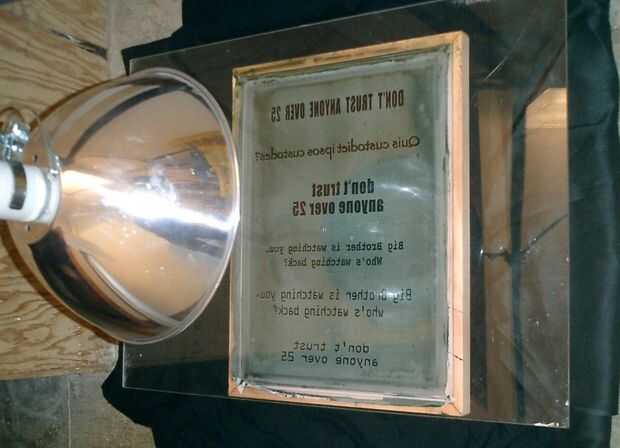 DON'T TRUST ANYONE OVER 25
Quis custodiet ipsos custodes?
don't trust
anyone over 25
Big Brother is watching you...
Who's watching back?
Big Brother is watching you.
who's watching back?
don't trust
anyone over 25